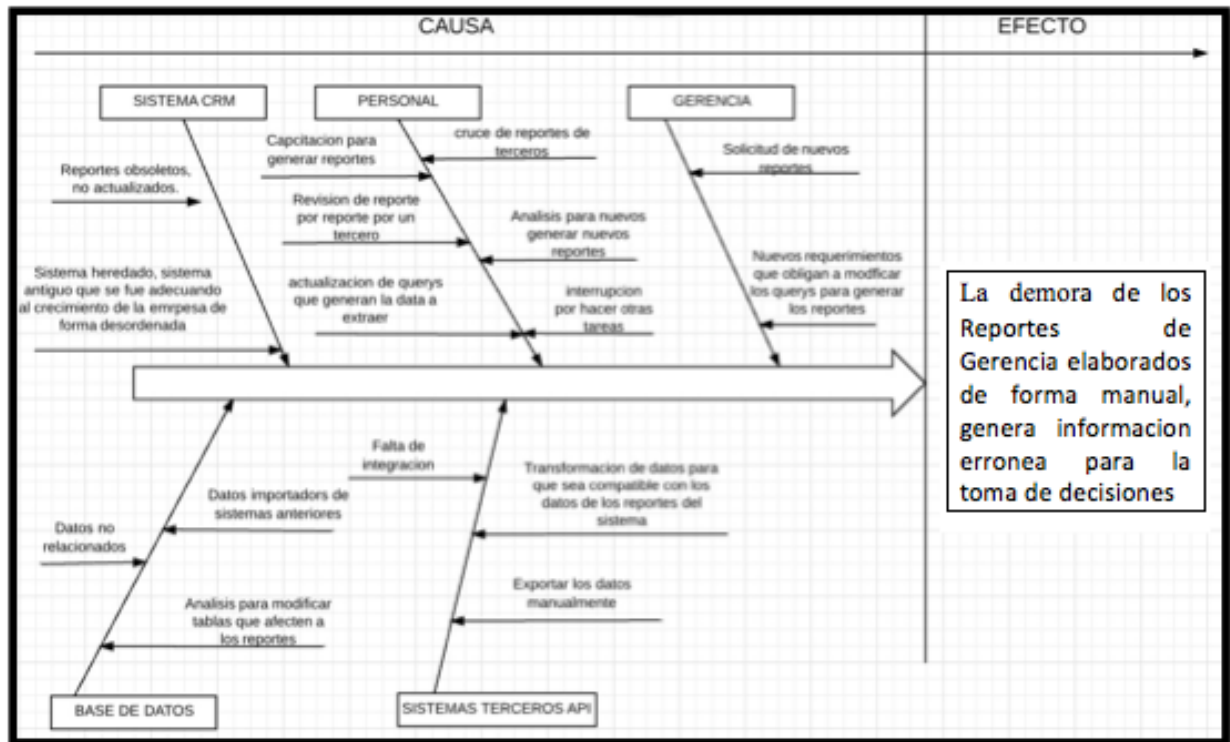 CAUSA
EFECTO
SISTEMA CRM
PERSONAL
GERENCIA
Reportes obsoletos,
no actualizados.
Sistema heredado, sistema
antiguo que se fue adecuando
al crecimiento de la emrpesa de
forma desordenada
Capcitacion para
generar reportes
Revision de reporte
por reporte por un
tercero
actualizacion de querys
que generan la data a
extraer
cruce de reportes de
terceros
Analisis para nuevos
generar nuevos
reportes
interrupcion
por hacer otras
tareas
Solicitud de nuevos
reportes
Nuevos requerimientos
que obligan a modficar
los querys para generar
los reportes
La demora de los
Reportes de
Gerencia elaborados
de forma manual,
genera informacion
erronea para la
toma de decisiones
Datos no
relacionados
Datos importadors de
sistemas anteriores
Analisis para modificar
tablas que afecten a
los reportes
Falta de
integracion
Transformacion de datos para
que sea compatible con los
datos de los reportes del
sistema
Exportar los datos
manualmente
BASE DE DATOS
SISTEMAS TERCEROS API